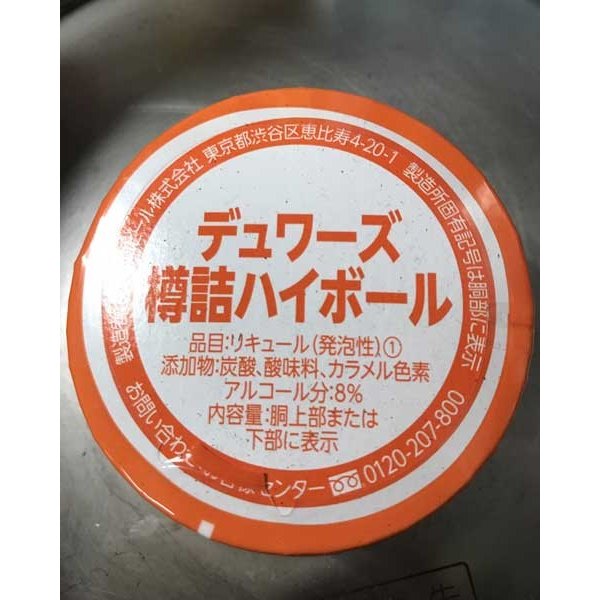 デュワーズ
樽詰ハイボール
品目:リキュール(発泡性)①
添加物:炭酸、酸味料、カラメル色素
アルコール分:8%
内容量:胴上部または
下部に表示
ール株式会社 東京都渋谷区恵比寿4-20-1 製造所固有記号は胴部に表示
お問い合わ センター 0120-207-800